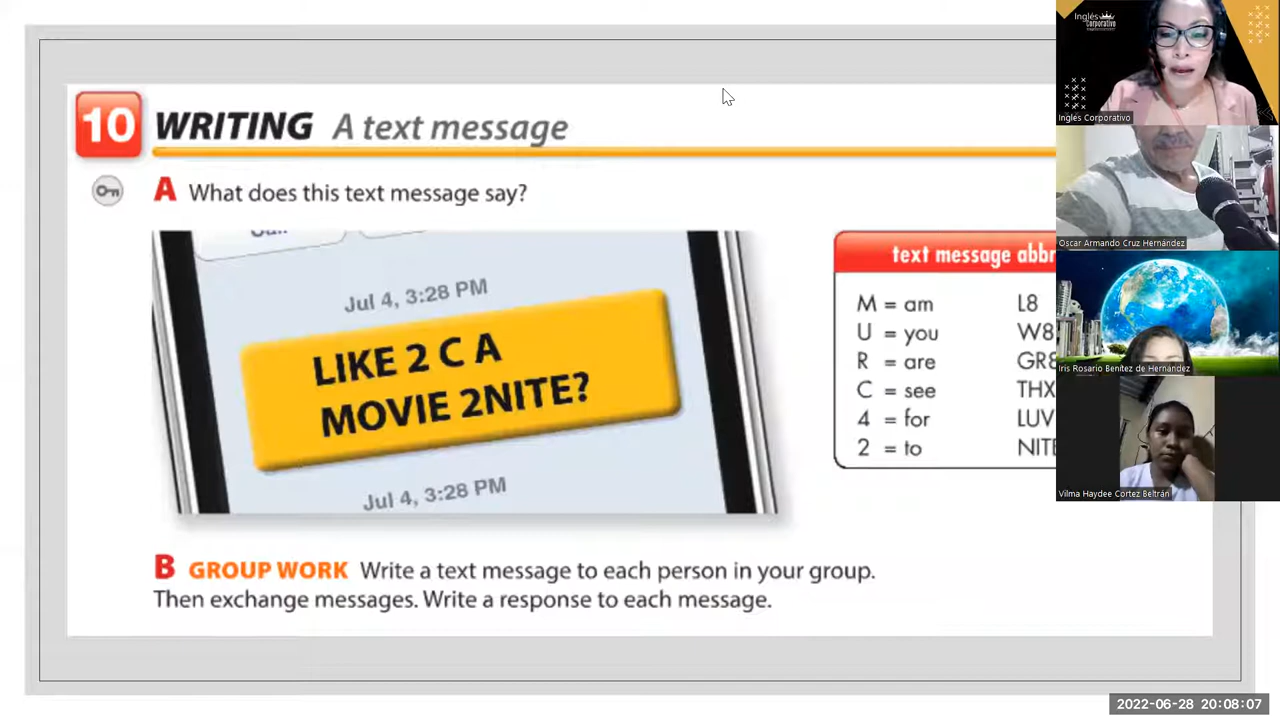 10 WRITING A text message
A What does this text message say?
Jul 4, 3:28 PM
LIKE 2 C A
MOVIE 2NITE?
Jul 4, 3:28 PM
text message
M = am L8
U = you W8
R = are
C = see THX
4 = for LUV
2 = to
B GROUP WORK Write a text message to each person in your group.
Then exchange messages. Write a response to each message.
Inglés
Corporativo
Inglés Corporativo
Oscar Armando Cruz Hernández
Iris Rosario Benítez de Hernández
Vilma Haydee Cortez Beltrán
2022-06-28 20:08:07